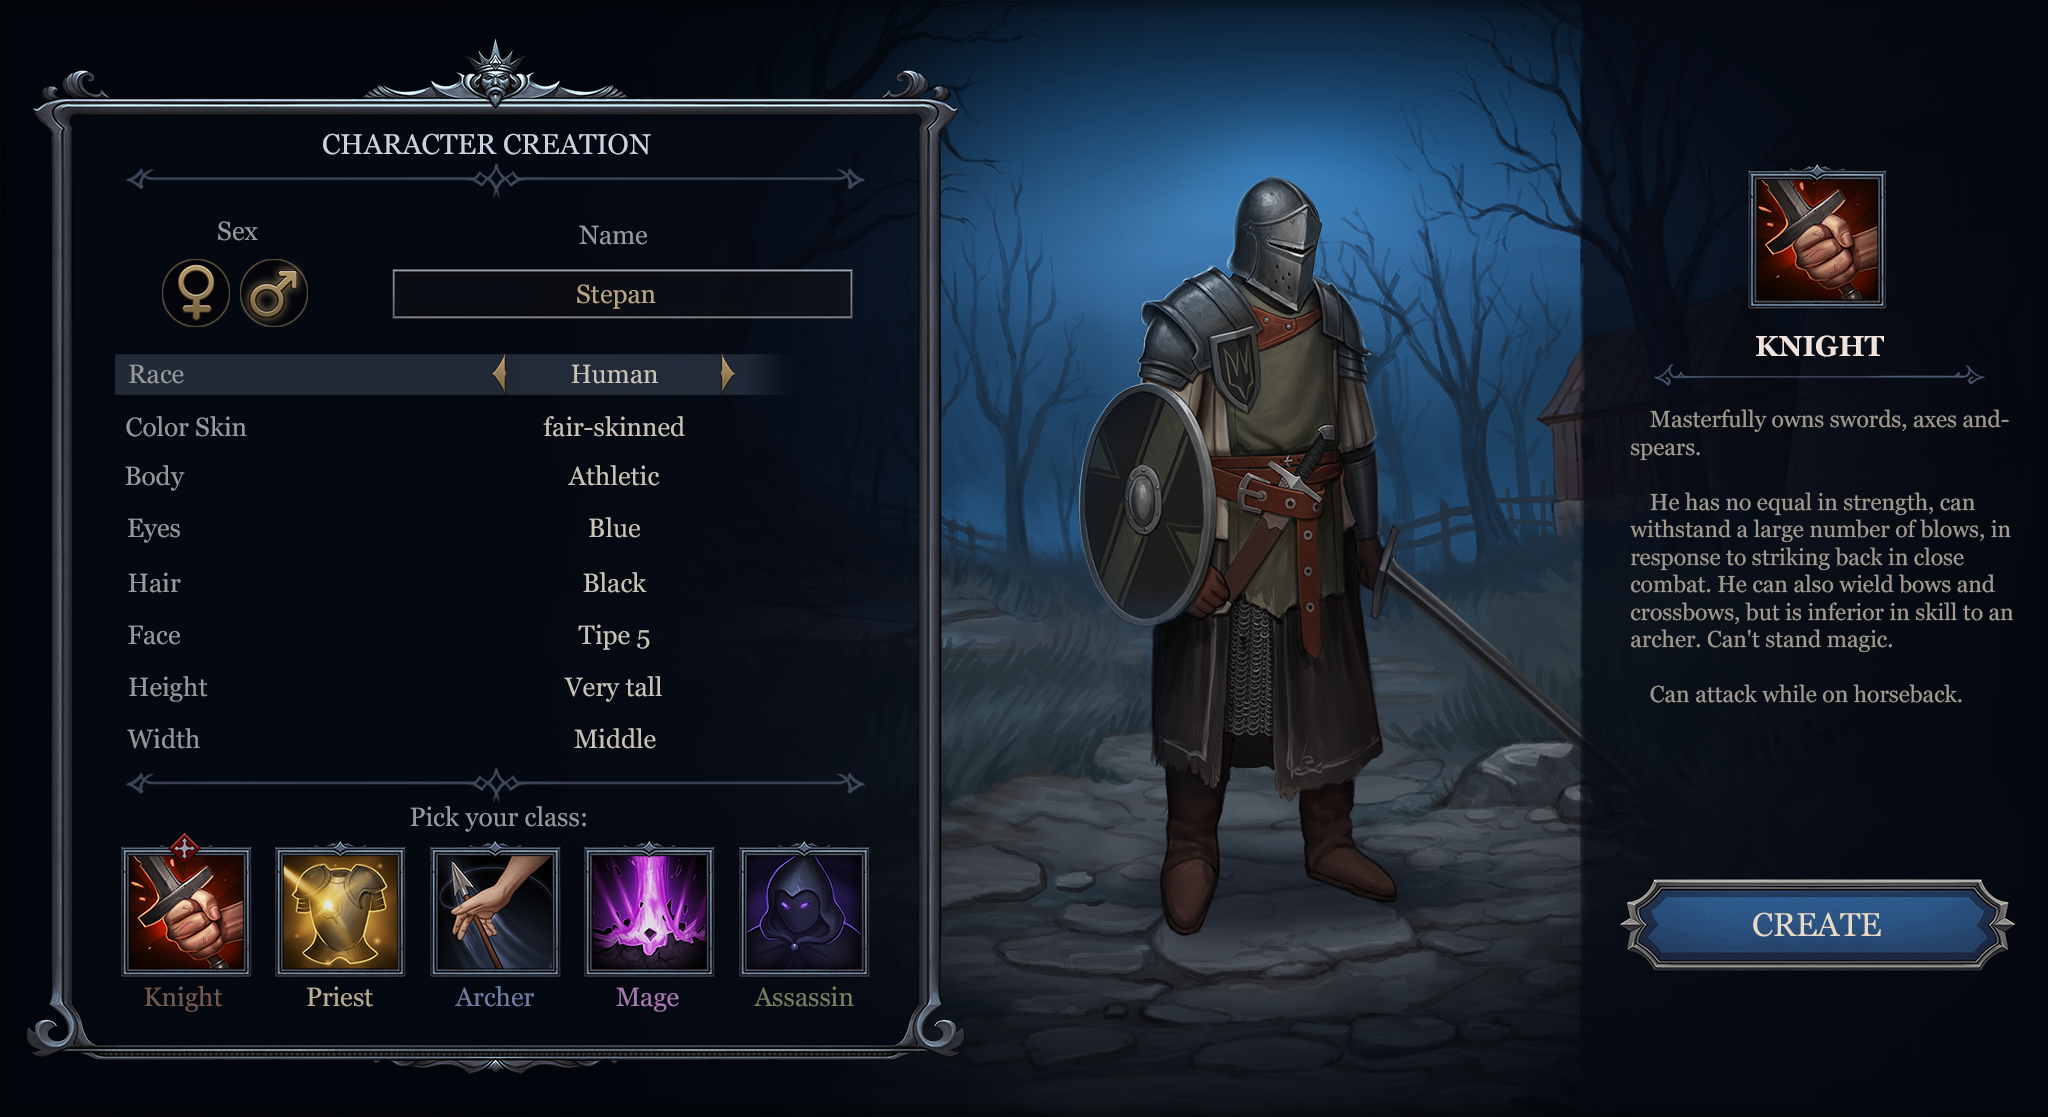 CHARACTER CREATION
Sex
Name
Stepan
Race Human
Color Skin fair-skinned
Body Athletic
Eyes Blue
Hair Black
Face Tipe 5
Height Very tall
Width Middle
Pick your class:
Knight Priest Archer Mage Assassin
KNIGHT
Masterfully owns swords, axes and-
spears.
He has no equal in strength, can
withstand a large number of blows, in
response to striking back in close
combat. He can also wield bows and
crossbows, but is inferior in skill to an
archer. Can't stand magic.
Can attack while on horseback.
CREATE